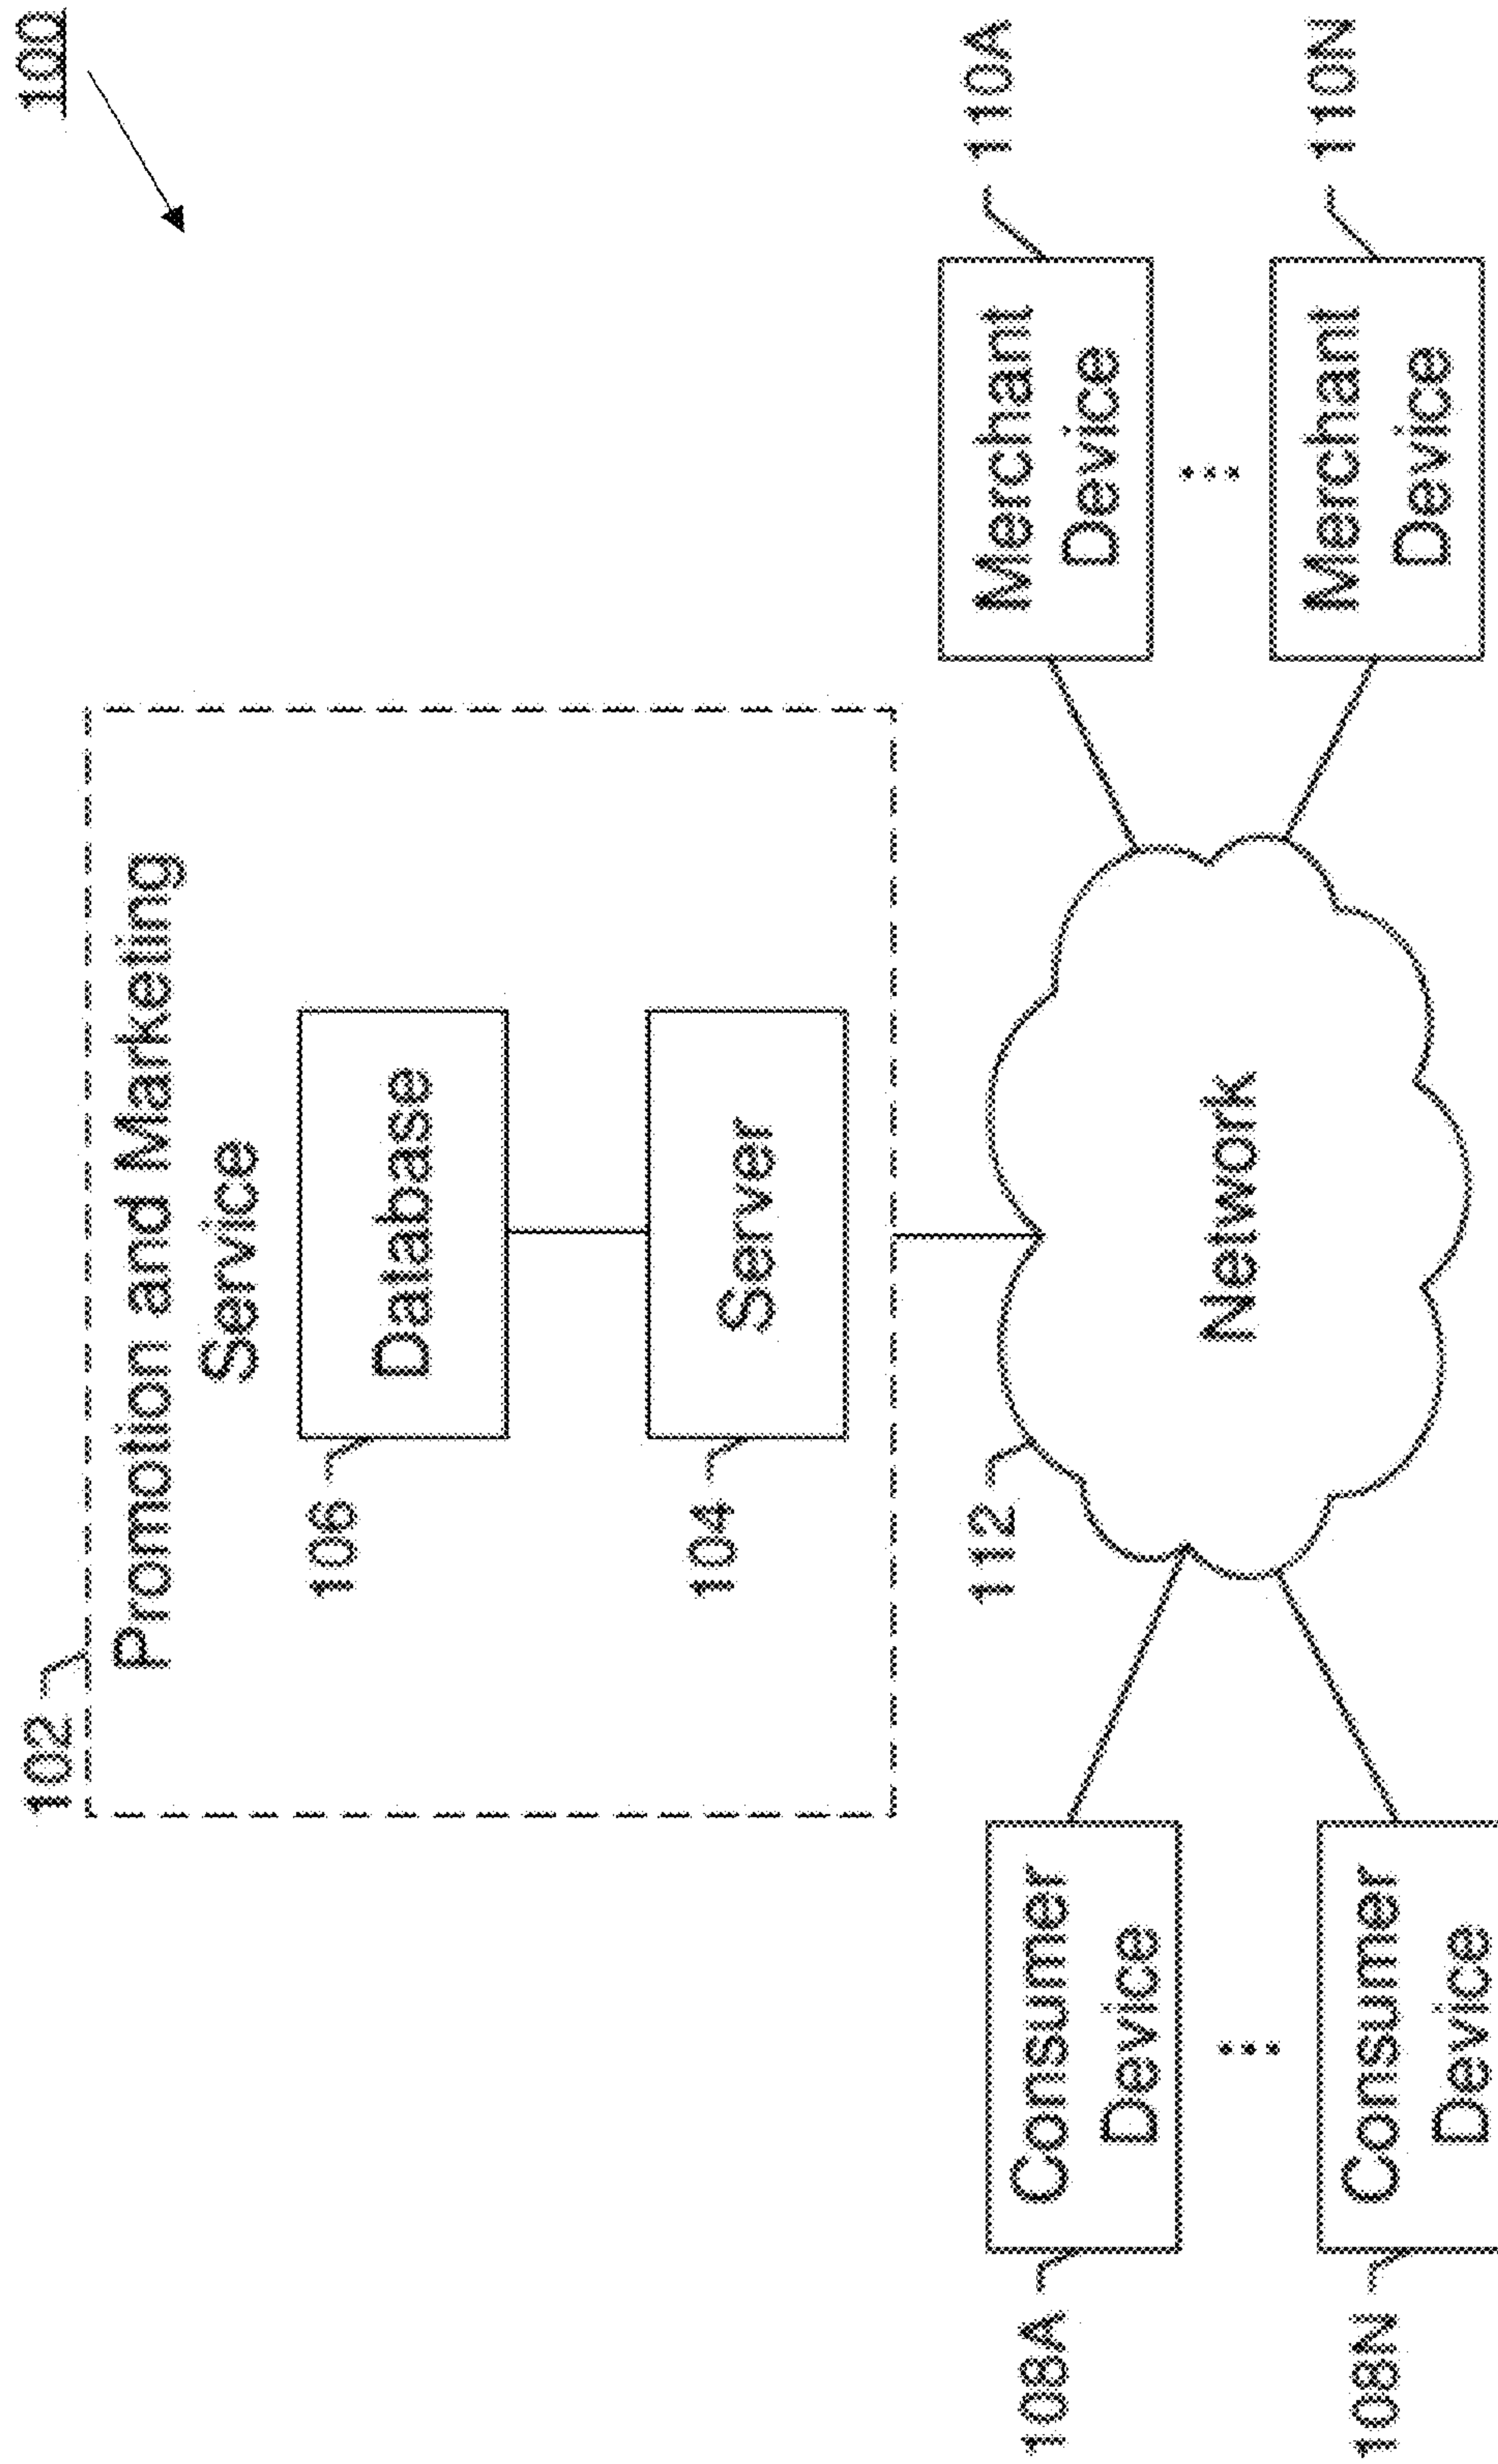 100
102
Promotion and Marketing
Service
106
Database
104
Server
112
Network
108A
Consumer
Device
...
108N
Consumer
Device
110A
Merchant
Device
...
110N
Merchant
Device